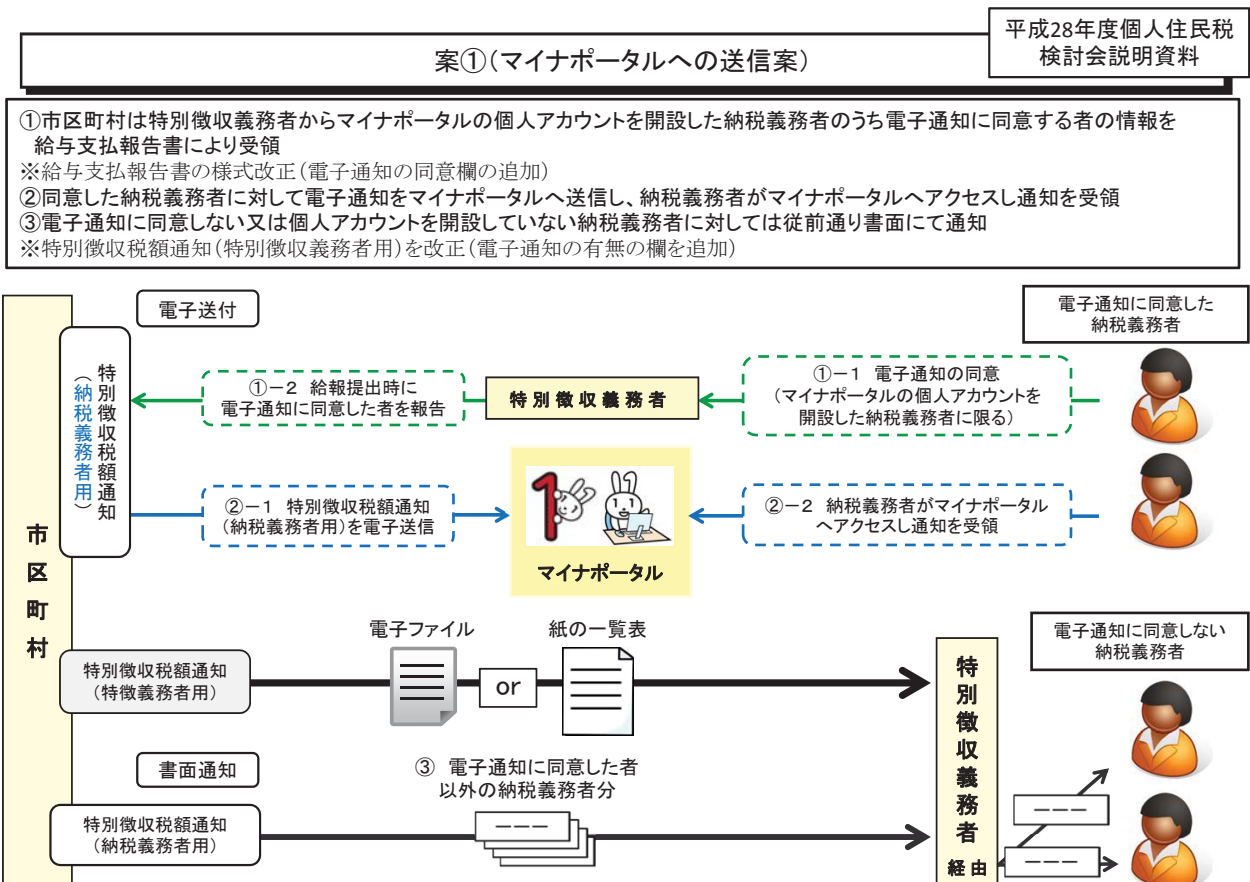 平成28年度個人住民税
検討会説明資料
案①(マイナポータルへの送信案)
①市区町村は特別徴収義務者からマイナポータルの個人アカウントを開設した納税義務者のうち電子通知に同意する者の情報を
給与支払報告書により受領
※給与支払報告書の様式改正(電子通知の同意欄の追加)
②同意した納税義務者に対して電子通知をマイナポータルへ送信し、納税義務者がマイナポータルへアクセスし通知を受領
③電子通知に同意しない又は個人アカウントを開設していない納税義務者に対しては従前通り書面にて通知
※特別徴収税額通知(特別徴収義務者用)を改正(電子通知の有無の欄を追加)
市区町村
電子送付
特別徴収税額通知
(納税義務者用)
①-2 給報提出時に
電子通知に同意した者を報告
特別徴収義務者
①-1 電子通知の同意
(マイナポータルの個人アカウントを
開設した納税義務者に限る)
電子通知に同意した
納税義務者
②-1 特別徴収税額通知
(納税義務者用)を電子送信
1
マイナポータル
②-2 納税義務者がマイナポータル
へアクセスし通知を受領
電子ファイル
紙の一覧表
特別徴収税額通知
(特徴義務者用)
or
特別徴収義務者
経由
電子通知に同意しない
納税義務者
書面通知
③ 電子通知に同意した者
以外の納税義務者分
特別徴収税額通知
(納税義務者用)